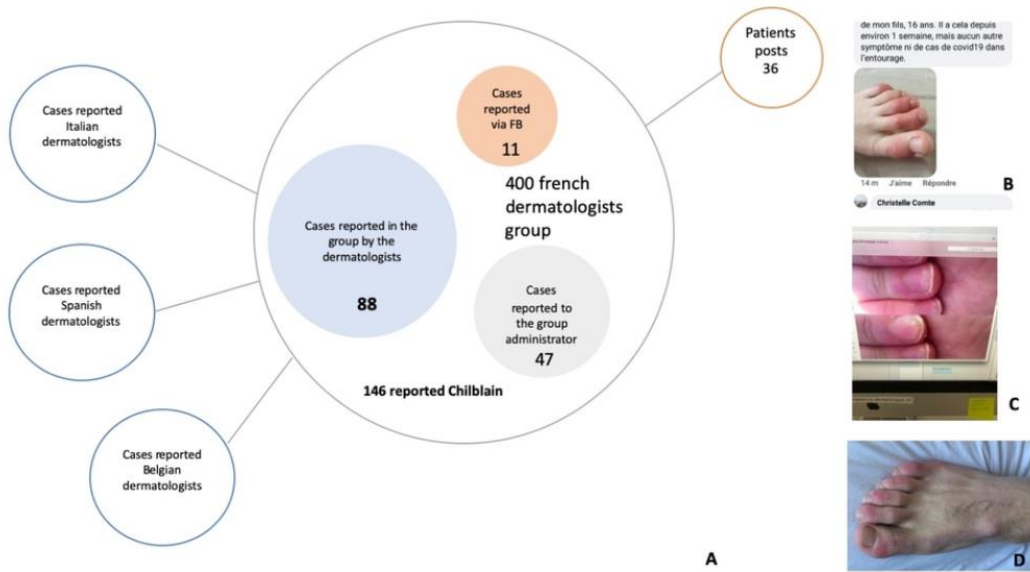 Cases reported
Italian
dermatologists
Cases reported
Spanish
dermatologists
Cases reported
Belgian
dermatologists
Cases reported in the
group by the
dermatologists
88
Cases
reported
via FB
11
400 french
dermatologists
group
Cases
reported to
the group
administrator
47
146 reported Chilblain
Patients
posts
36
A
de mon fils, 16 ans. Il a cela depuis
environ 1 semaine, mais aucun autre
symptôme ni de cas de covid19 dans
l'entourage.
14 m J'aime Répondre
B
Christelle Comte
C
D